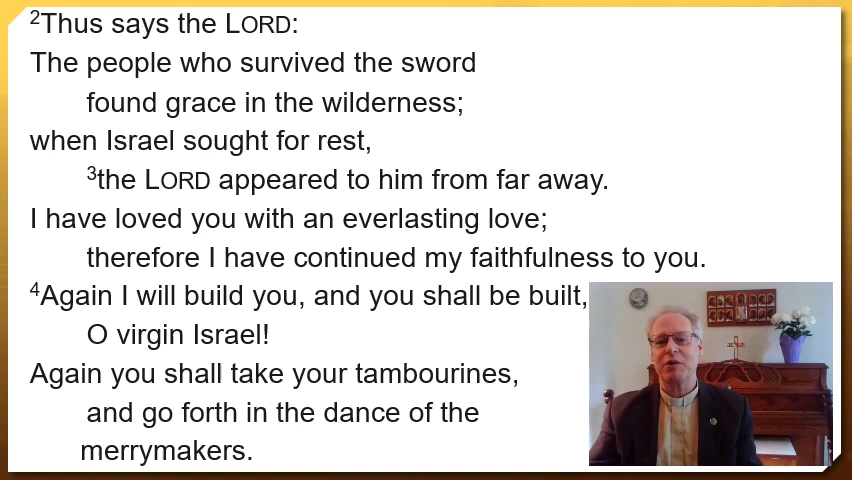 2Thus says the LORD:
The people who survived the sword
found grace in the wilderness;
when Israel sought for rest,
3the LORD appeared to him from far away.
I have loved you with an everlasting love;
therefore I have continued my faithfulness to you.
4Again I will build you, and you shall be built,
O virgin Israel!
Again you shall take your tambourines,
and go forth in the dance of the
merrymakers.